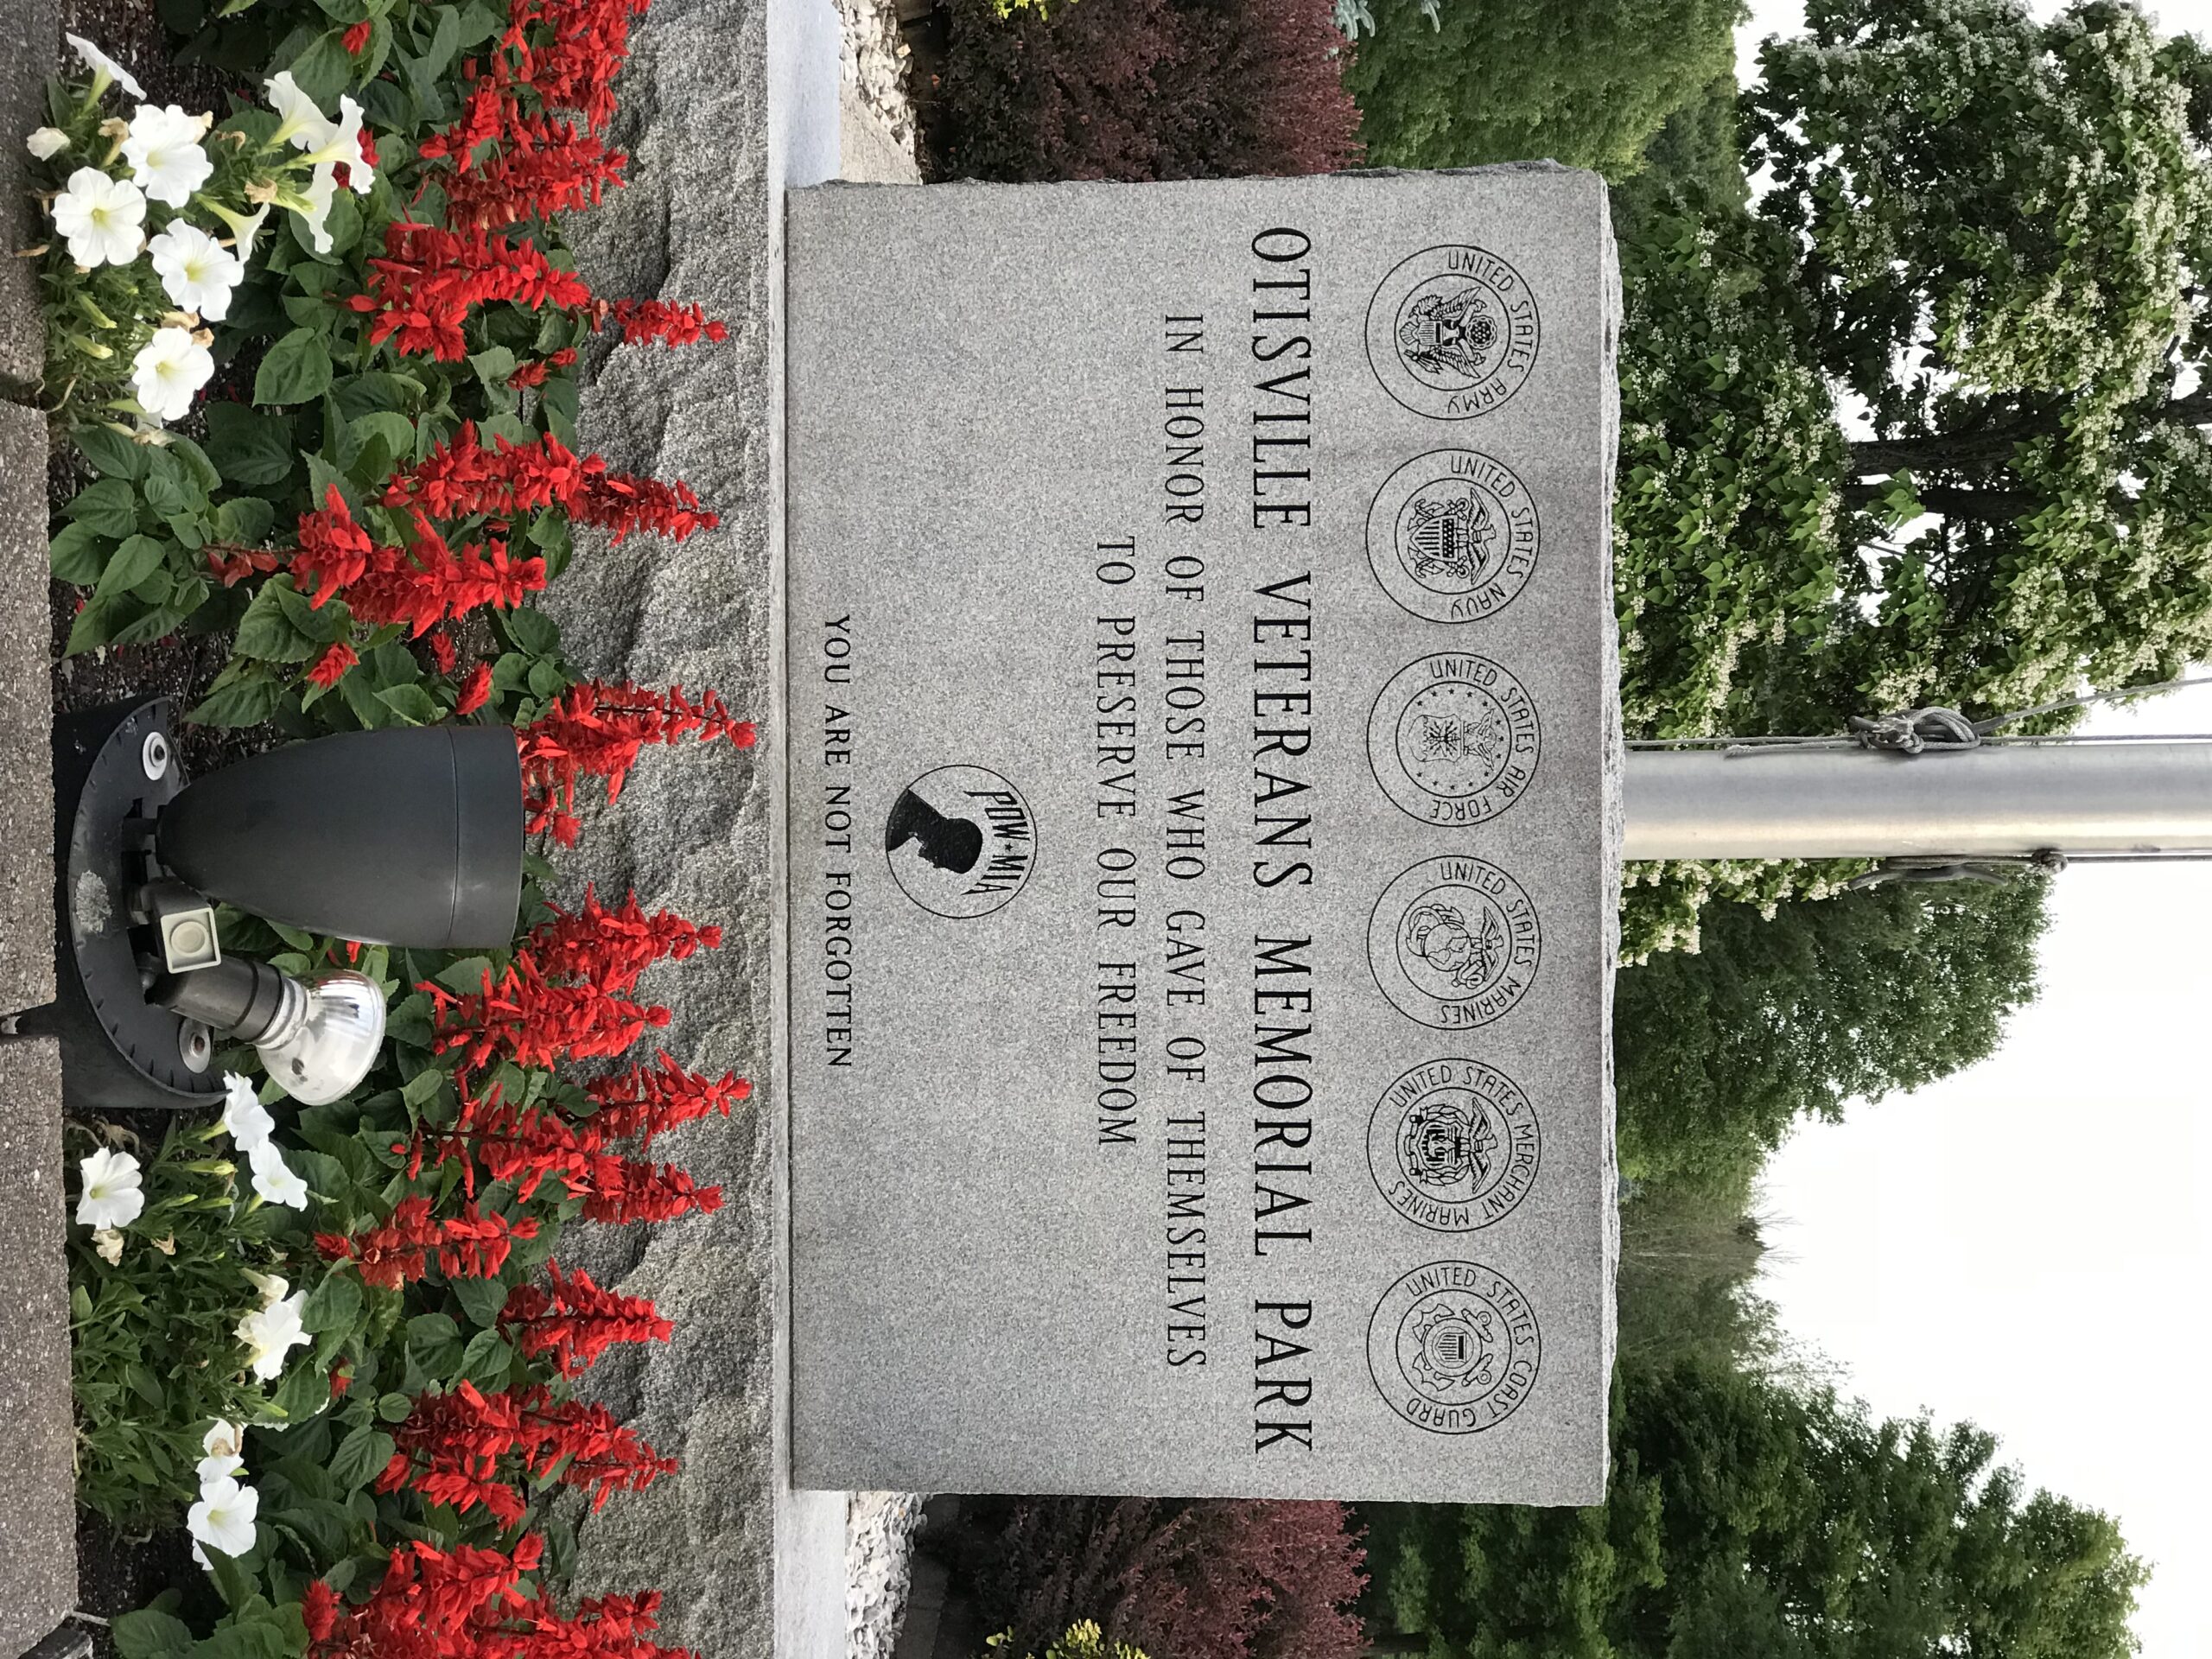 UNITED STATES ARMY
UNITED STATES NAVY
UNITED STATES AIR FORCE
UNITED STATES MARINES
UNITED STATES MERCHANT MARINES
UNITED STATES COAST GUARD
OTISVILLE VETERANS MEMORIAL PARK
IN HONOR OF THOSE WHO GAVE OF THEMSELVES
TO PRESERVE OUR FREEDOM
POW★MIA
YOU ARE NOT FORGOTTEN